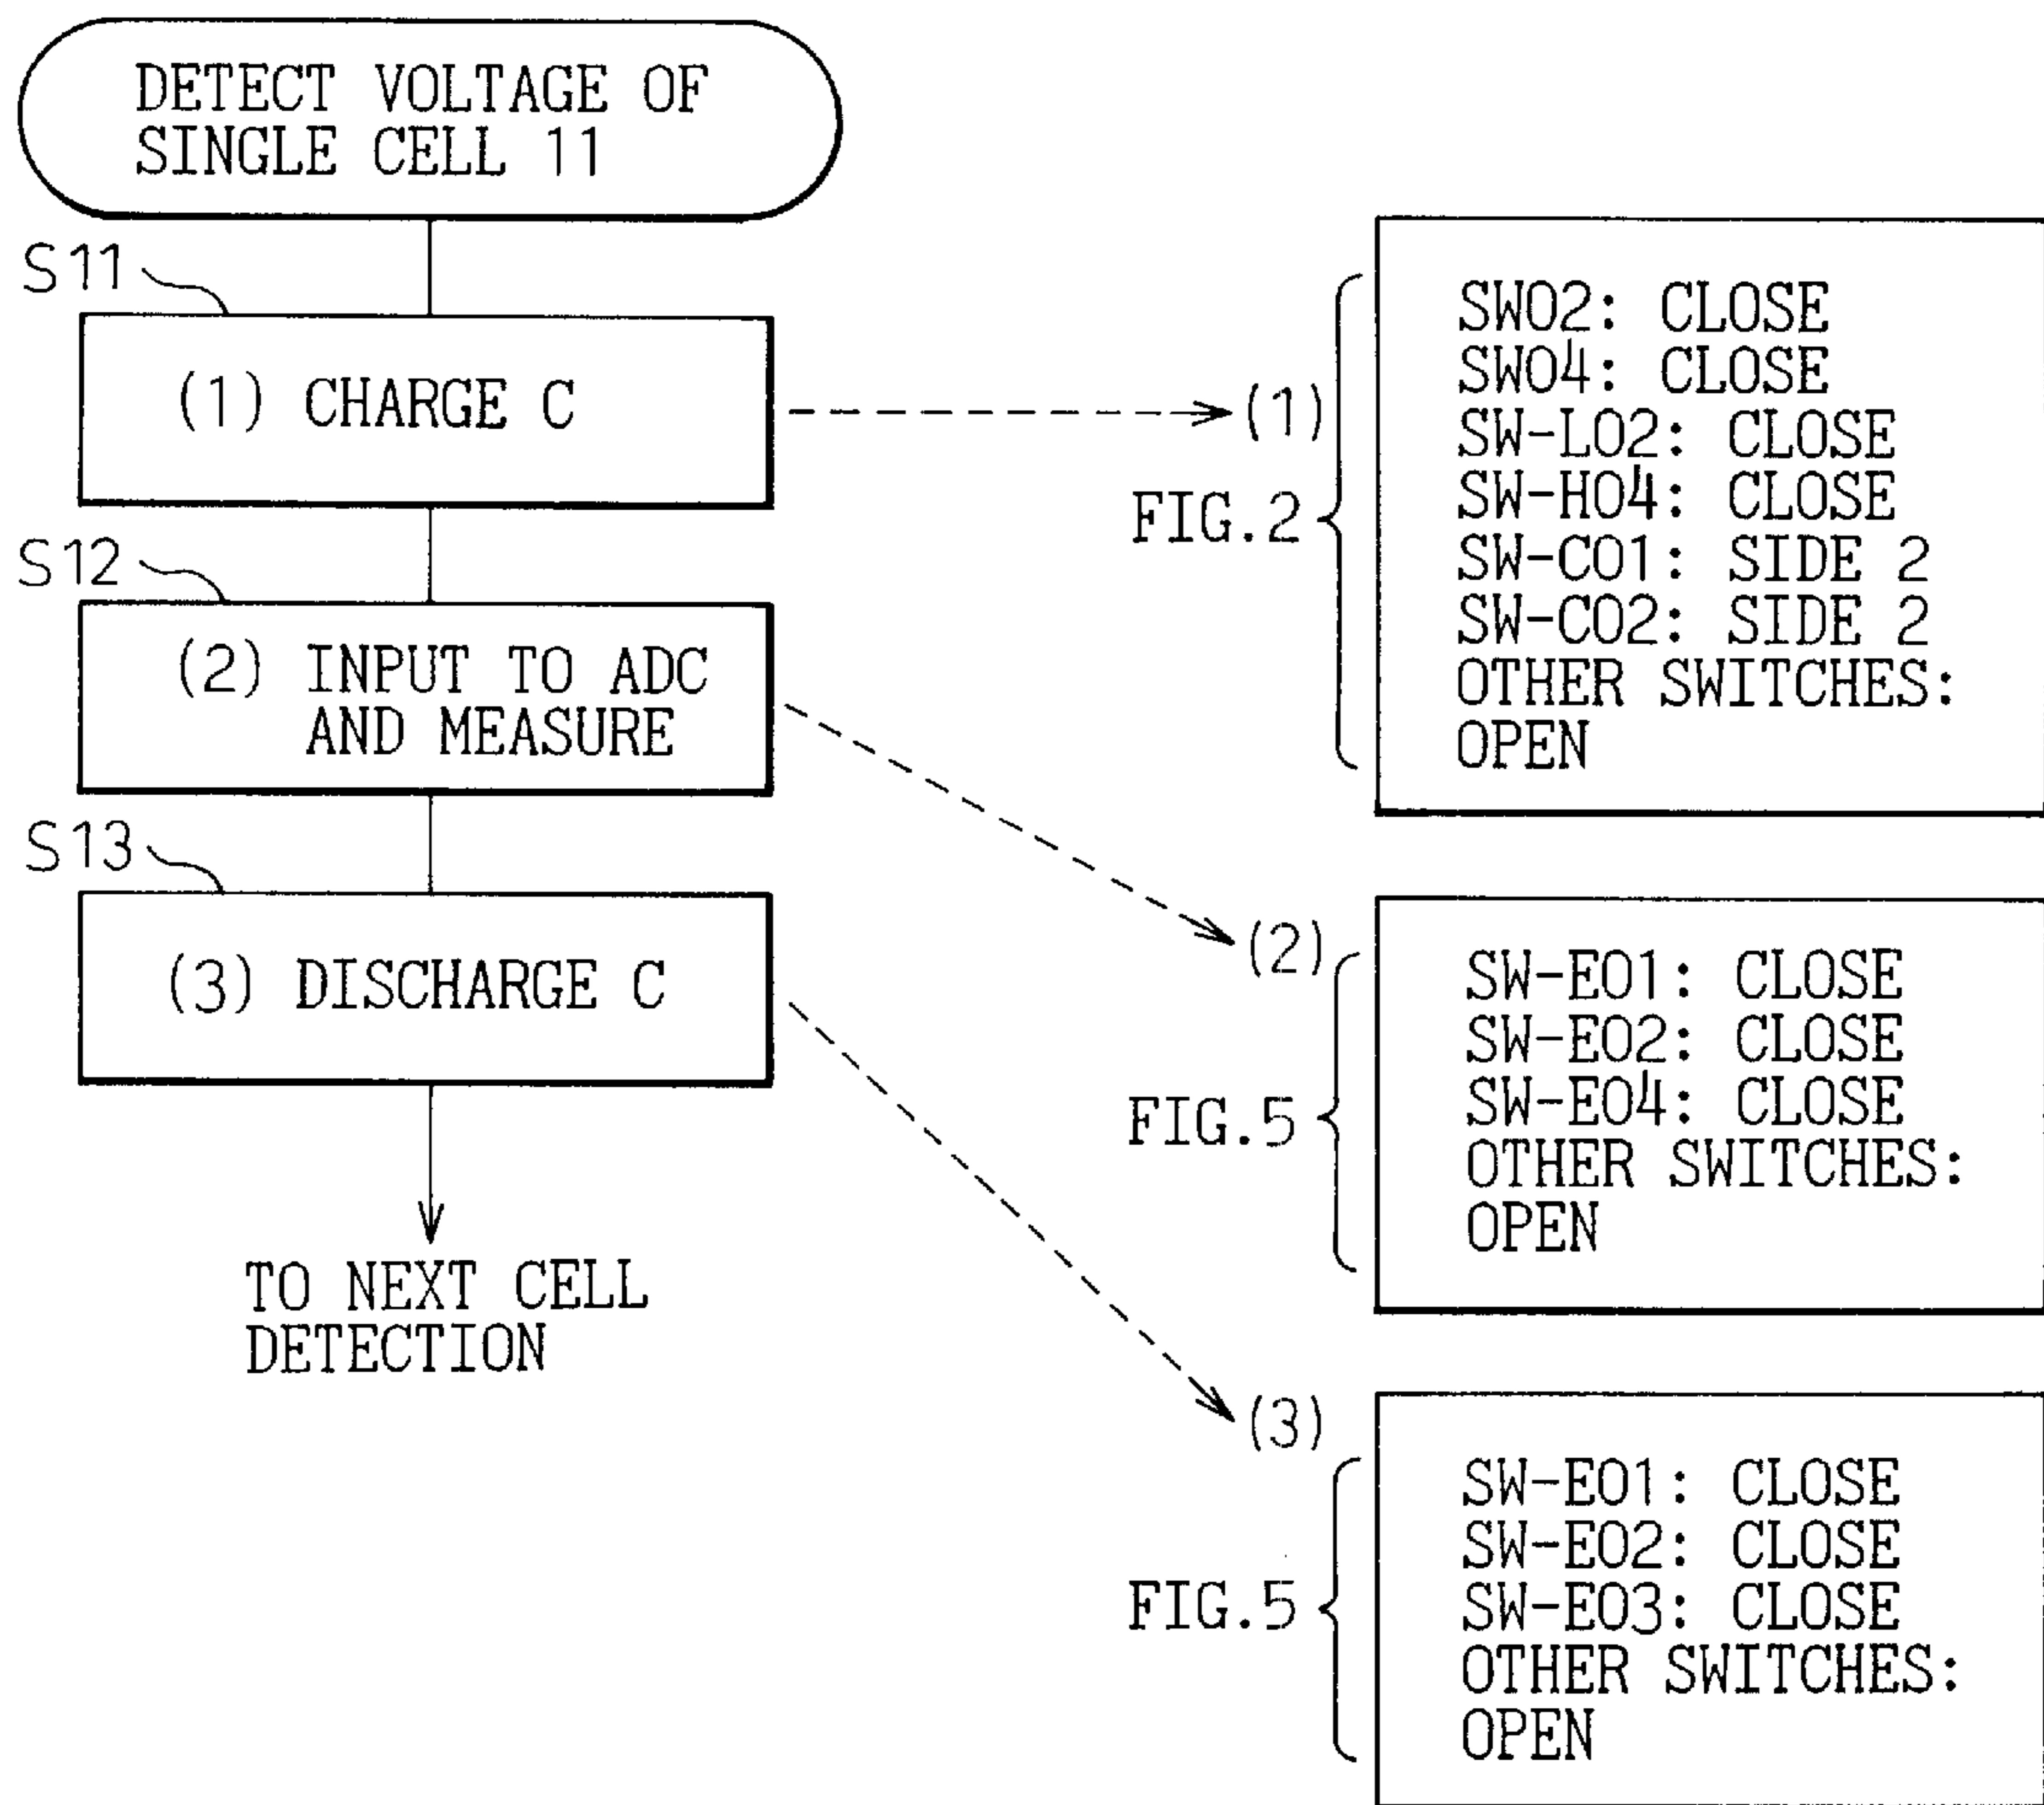 DETECT VOLTAGE OF
SINGLE CELL 11
S11
(1) CHARGE C
S12
(2) INPUT TO ADC
AND MEASURE
S13
(3) DISCHARGE C
TO NEXT CELL
DETECTION
(1)
FIG.2
SW02: CLOSE
SW04: CLOSE
SW-L02: CLOSE
SW-H04: CLOSE
SW-C01: SIDE 2
SW-C02: SIDE 2
OTHER SWITCHES:
OPEN
(2)
FIG.5
SW-E01: CLOSE
SW-E02: CLOSE
SW-E04: CLOSE
OTHER SWITCHES:
OPEN
(3)
FIG.5
SW-E01: CLOSE
SW-E02: CLOSE
SW-E03: CLOSE
OTHER SWITCHES:
OPEN